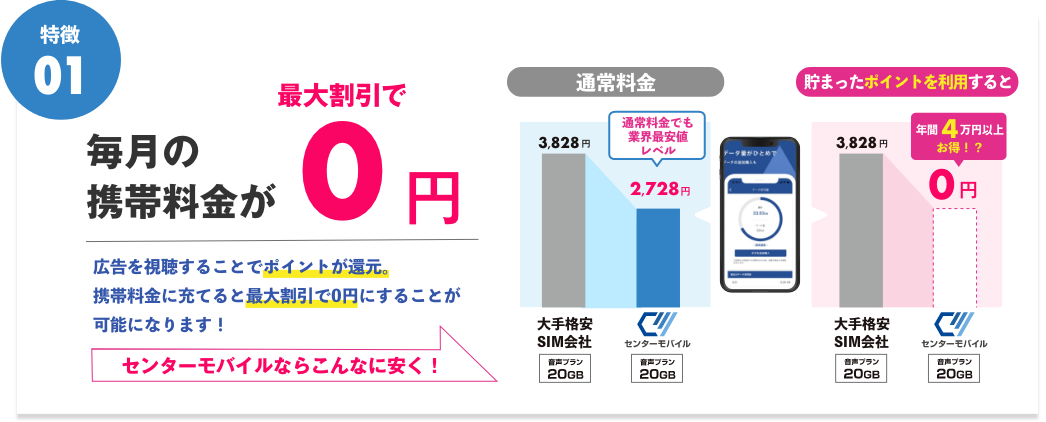 特徴
01
最大割引で
毎月の
携帯料金が
0円
広告を視聴することでポイントが還元。
携帯料金に充てると最大割引で0円にすることが
可能になります！
センターモバイルならこんなに安く！
通常料金
3,828円
通常料金でも
業界最安値
レベル
2,728円
大手格安
SIM会社
音声プラン
20GB
センターモバイル
音声プラン
20GB
データ量がひとめで
貯まったポイントを利用すると
3,828円
年間4万円以上
お得！？
0円
大手格安
SIM会社
音声プラン
20GB
センターモバイル
音声プラン
20GB